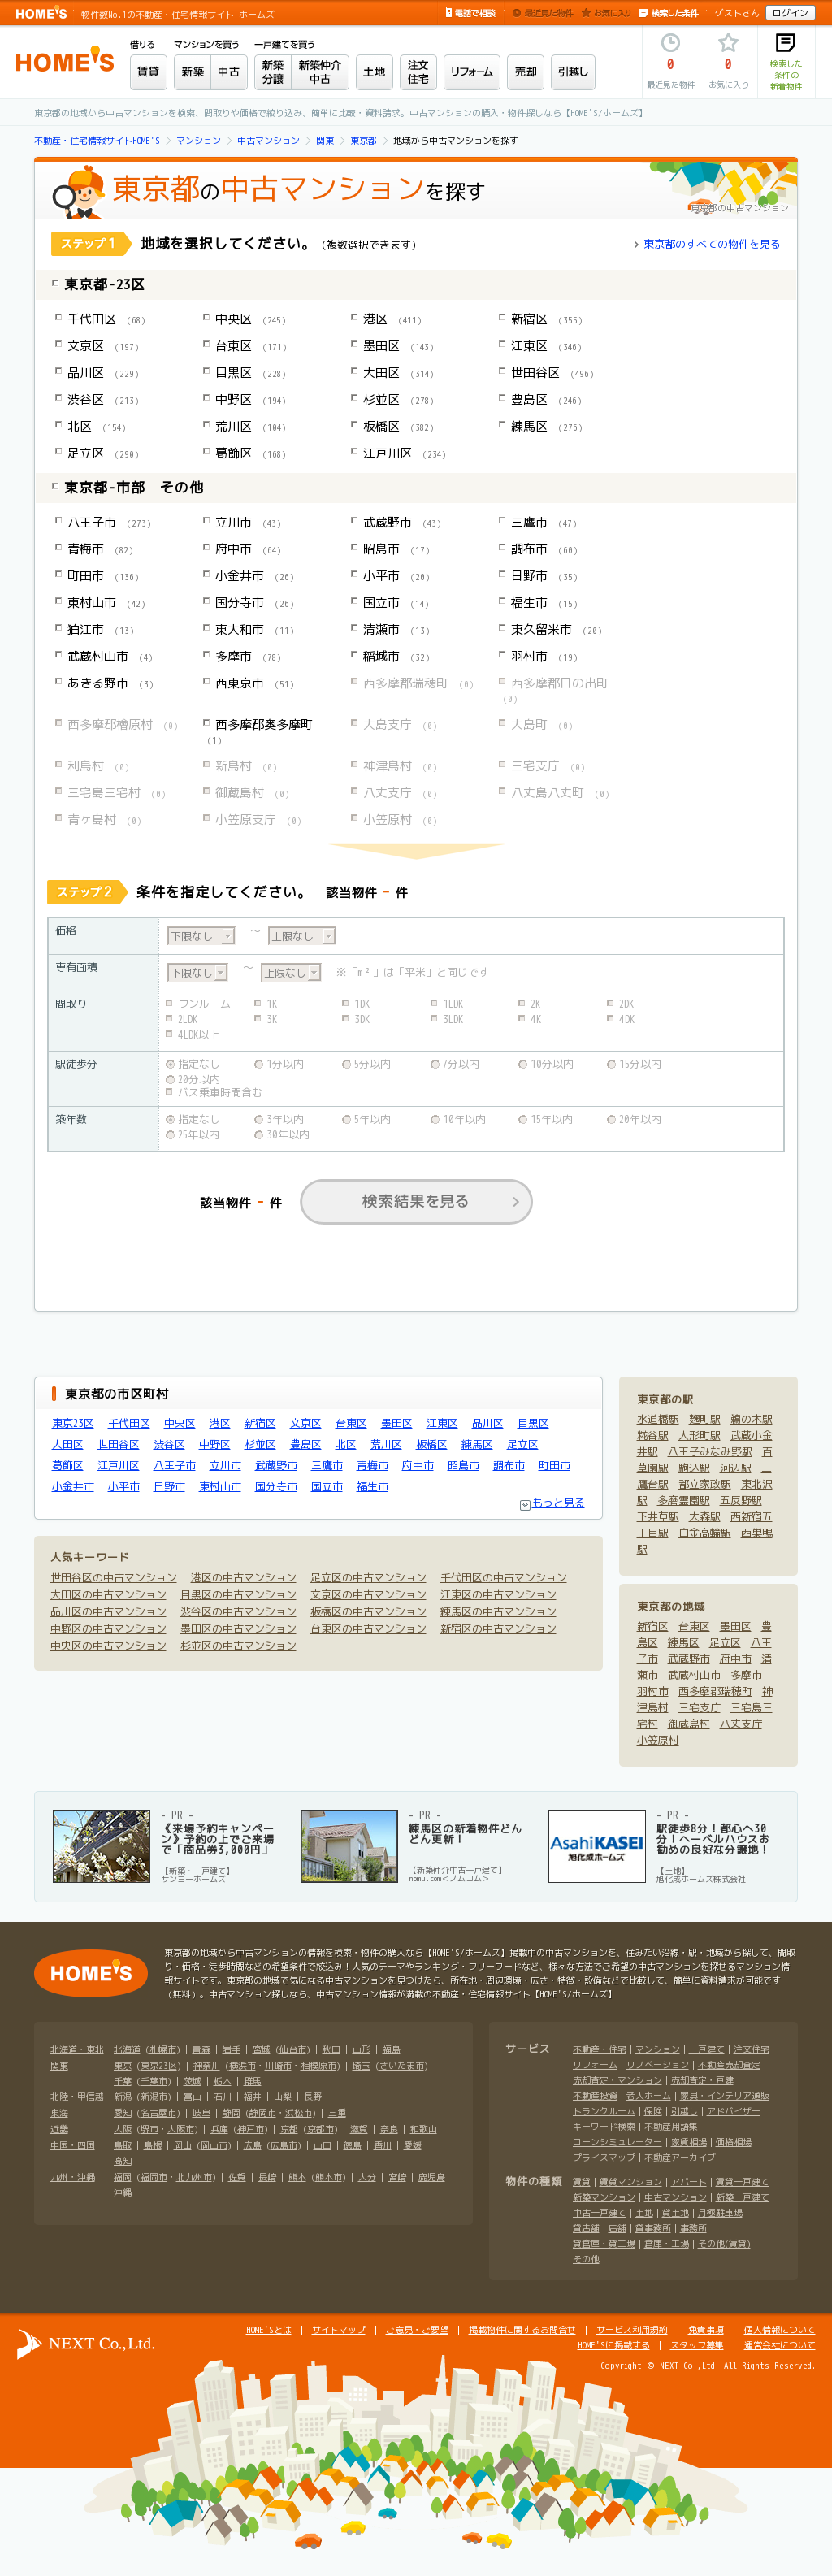 HOME'S 物件数No.1の不動産・住宅情報サイト ホームズ
電話で相談 最近見た物件 お気に入り 検索した条件 ゲストさん ログイン
HOME'S
借りる マンションを買う 一戸建てを買う
賃貸 新築 中古 新築分譲 新築仲介中古 土地 注文住宅 リフォーム 売却 引越し
0 最近見た物件 0 お気に入り 検索した条件の新着物件
東京都の地域から中古マンションを検索、間取りや価格で絞り込み、簡単に比較・資料請求。中古マンションの購入・物件探しなら【HOME'S/ホームズ】
不動産・住宅情報サイトHOME'S マンション 中古マンション 関東 東京都 地域から中古マンションを探す
東京都の中古マンションを探す
東京都の中古マンション
ステップ1 地域を選択してください。（複数選択できます） 東京都のすべての物件を見る
東京都-23区
千代田区 (68) 中央区 (245) 港区 (411) 新宿区 (355)
文京区 (197) 台東区 (171) 墨田区 (143) 江東区 (346)
品川区 (229) 目黒区 (228) 大田区 (314) 世田谷区 (496)
渋谷区 (213) 中野区 (194) 杉並区 (278) 豊島区 (246)
北区 (154) 荒川区 (104) 板橋区 (382) 練馬区 (276)
足立区 (290) 葛飾区 (168) 江戸川区 (234)
東京都-市部 その他
八王子市 (273) 立川市 (43) 武蔵野市 (43) 三鷹市 (47)
青梅市 (82) 府中市 (64) 昭島市 (17) 調布市 (60)
町田市 (136) 小金井市 (26) 小平市 (20) 日野市 (35)
東村山市 (42) 国分寺市 (26) 国立市 (14) 福生市 (15)
狛江市 (13) 東大和市 (11) 清瀬市 (13) 東久留米市 (20)
武蔵村山市 (4) 多摩市 (78) 稲城市 (32) 羽村市 (19)
あきる野市 (3) 西東京市 (51) 西多摩郡瑞穂町 (0) 西多摩郡日の出町 (0)
西多摩郡檜原村 (0) 西多摩郡奥多摩町 (1) 大島支庁 (0) 大島町 (0)
利島村 (0) 新島村 (0) 神津島村 (0) 三宅支庁 (0)
三宅島三宅村 (0) 御蔵島村 (0) 八丈支庁 (0) 八丈島八丈町 (0)
青ヶ島村 (0) 小笠原支庁 (0) 小笠原村 (0)
ステップ2 条件を指定してください。 該当物件 - 件
価格 下限なし ～ 上限なし
専有面積 下限なし ～ 上限なし ※「m²」は「平米」と同じです
間取り ワンルーム 1K 1DK 1LDK 2K 2DK
2LDK 3K 3DK 3LDK 4K 4DK
4LDK以上
駅徒歩分 指定なし 1分以内 5分以内 7分以内 10分以内 15分以内
20分以内
バス乗車時間含む
築年数 指定なし 3年以内 5年以内 10年以内 15年以内 20年以内
25年以内 30年以内
該当物件 - 件 検索結果を見る
東京都の市区町村
東京23区 千代田区 中央区 港区 新宿区 文京区 台東区 墨田区 江東区 品川区 目黒区
大田区 世田谷区 渋谷区 中野区 杉並区 豊島区 北区 荒川区 板橋区 練馬区 足立区
葛飾区 江戸川区 八王子市 立川市 武蔵野市 三鷹市 青梅市 府中市 昭島市 調布市 町田市
小金井市 小平市 日野市 東村山市 国分寺市 国立市 福生市
もっと見る
人気キーワード
世田谷区の中古マンション 港区の中古マンション 足立区の中古マンション 千代田区の中古マンション
大田区の中古マンション 目黒区の中古マンション 文京区の中古マンション 江東区の中古マンション
品川区の中古マンション 渋谷区の中古マンション 板橋区の中古マンション 練馬区の中古マンション
中野区の中古マンション 墨田区の中古マンション 台東区の中古マンション 新宿区の中古マンション
中央区の中古マンション 杉並区の中古マンション
東京都の駅
水道橋駅 麹町駅 鵜の木駅
糀谷駅 人形町駅 武蔵小金
井駅 八王子みなみ野駅 百
草園駅 駒込駅 河辺駅 三
鷹台駅 都立家政駅 東北沢
駅 多磨霊園駅 五反野駅
下井草駅 大森駅 西新宿五
丁目駅 白金高輪駅 西巣鴨
駅
東京都の地域
新宿区 台東区 墨田区 豊
島区 練馬区 足立区 八王
子市 武蔵野市 府中市 清
瀬市 武蔵村山市 多摩市
羽村市 西多摩郡瑞穂町 神
津島村 三宅支庁 三宅島三
宅村 御蔵島村 八丈支庁
小笠原村
- PR -
《来場予約キャンペーン》予約の上でご来場で「商品券3,000円」
【新築・一戸建て】
サンヨーホームズ
- PR -
練馬区の新着物件どんどん更新！
【新築仲介中古一戸建て】
nomu.com＜ノムコム＞
AsahiKASEI 旭化成ホームズ
- PR -
駅徒歩8分！都心へ30分！ヘーベルハウスお勧めの良好な分譲地！
【土地】
旭化成ホームズ株式会社
HOME'S
東京都の地域から中古マンションの情報を検索・物件の購入なら【HOME'S/ホームズ】掲載中の中古マンションを、住みたい沿線・駅・地域から探して、間取
り・価格・徒歩時間などの希望条件で絞込み！人気のテーマやランキング・フリーワードなど、様々な方法でご希望の中古マンションを探せるマンション情
報サイトです。東京都の地域で気になる中古マンションを見つけたら、所在地・周辺環境・広さ・特徴・設備などで比較して、簡単に資料請求が可能です
（無料）。中古マンション探しなら、中古マンション情報が満載の不動産・住宅情報サイト【HOME'S/ホームズ】
北海道・東北 北海道 (札幌市) | 青森 | 岩手 | 宮城 (仙台市) | 秋田 | 山形 | 福島
関東 東京 (東京23区) | 神奈川 (横浜市・川崎市・相模原市) | 埼玉 (さいたま市)
千葉 (千葉市) | 茨城 | 栃木 | 群馬
北陸・甲信越 新潟 (新潟市) | 富山 | 石川 | 福井 | 山梨 | 長野
東海 愛知 (名古屋市) | 岐阜 | 静岡 (静岡市・浜松市) | 三重
近畿 大阪 (堺市・大阪市) | 兵庫 (神戸市) | 京都 (京都市) | 滋賀 | 奈良 | 和歌山
中国・四国 鳥取 | 島根 | 岡山 (岡山市) | 広島 (広島市) | 山口 | 徳島 | 香川 | 愛媛
高知
九州・沖縄 福岡 (福岡市・北九州市) | 佐賀 | 長崎 | 熊本 (熊本市) | 大分 | 宮崎 | 鹿児島
沖縄
サービス 不動産・住宅 | マンション | 一戸建て | 注文住宅
リフォーム | リノベーション | 不動産売却査定
売却査定・マンション | 売却査定・戸建
不動産投資 | 老人ホーム | 家具・インテリア通販
トランクルーム | 保険 | 引越し | アドバイザー
キーワード検索 | 不動産用語集
ローンシミュレーター | 家賃相場 | 価格相場
プライスマップ | 不動産アーカイブ
物件の種類 賃貸 | 賃貸マンション | アパート | 賃貸一戸建て
新築マンション | 中古マンション | 新築一戸建て
中古一戸建て | 土地 | 貸土地 | 月極駐車場
貸店舗 | 店舗 | 貸事務所 | 事務所
貸倉庫・貸工場 | 倉庫・工場 | その他(賃貸)
その他
NEXT Co.,Ltd.
HOME'Sとは | サイトマップ | ご意見・ご要望 | 掲載物件に関するお問合せ | サービス利用規約 | 免責事項 | 個人情報について
HOME'Sに掲載する | スタッフ募集 | 運営会社について
Copyright © NEXT Co.,Ltd. All Rights Reserved.